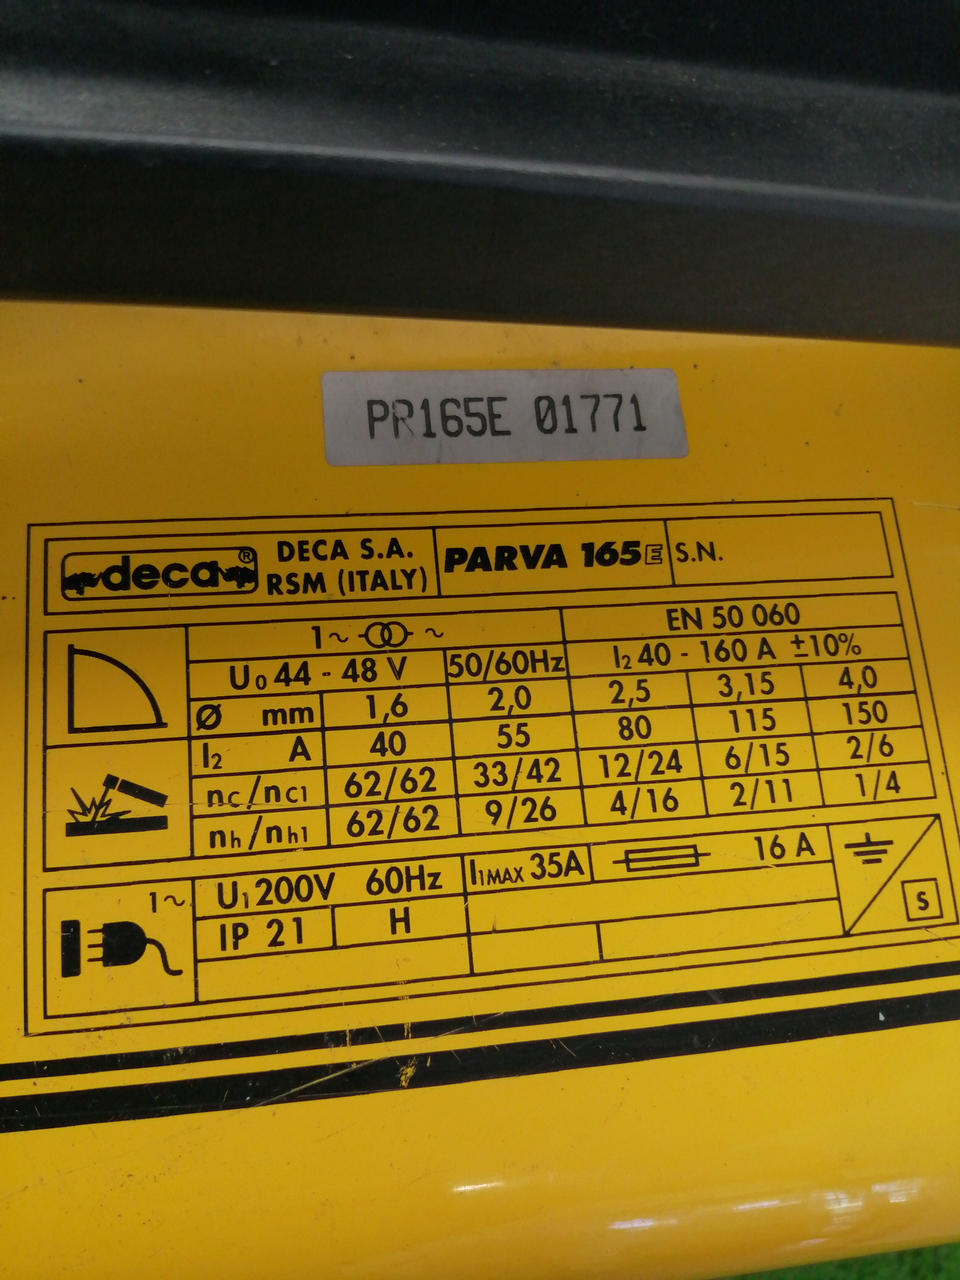 PR165E 01771
deca® DECA S.A. RSM (ITALY) PARVA 165E S.N.
1~ ~ EN 50 060
U0 44 - 48 V 50/60Hz I2 40 - 160 A ±10%
Ø mm 1,6 2,0 2,5 3,15 4,0
I2 A 40 55 80 115 150
nc/nc1 62/62 33/42 12/24 6/15 2/6
nh/nh1 62/62 9/26 4/16 2/11 1/4
1~ U1 200V 60Hz I1MAX 35A 16 A
IP 21 H S